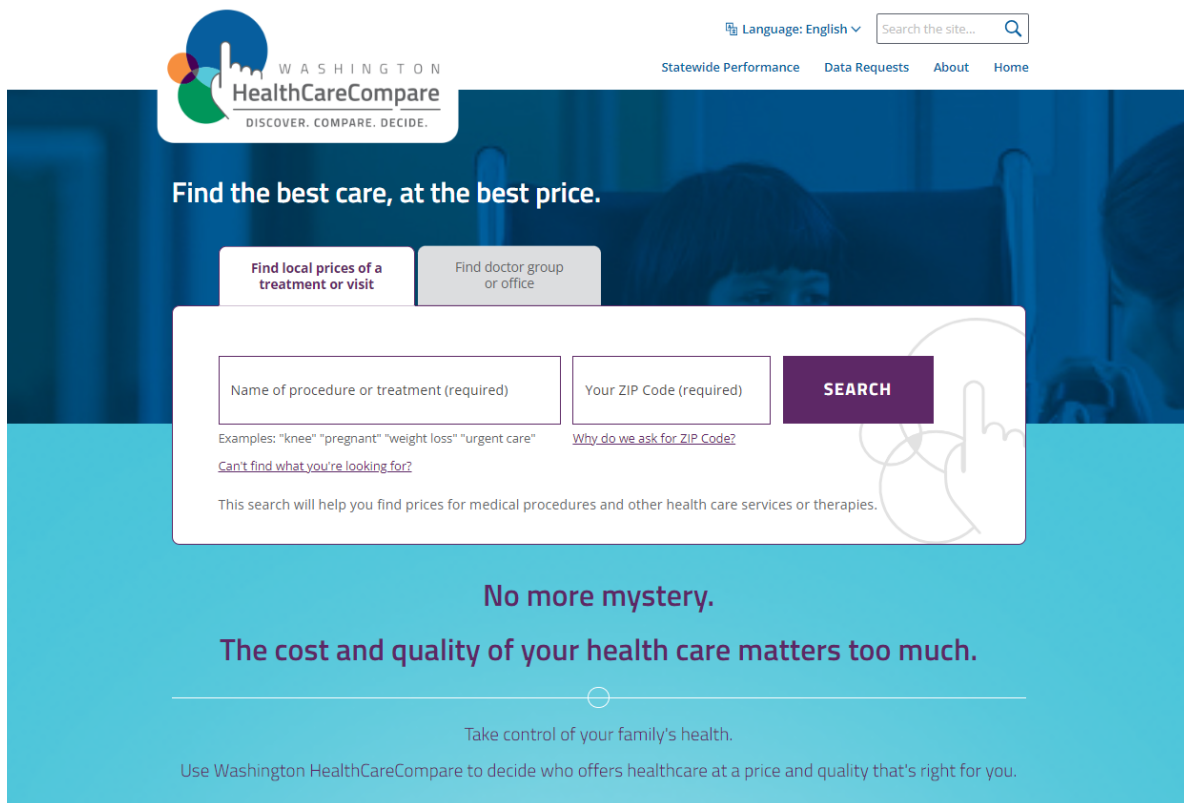 Language: English
Search the site...
WASHINGTON
HealthCareCompare
DISCOVER. COMPARE. DECIDE.
Statewide Performance Data Requests About Home
Find the best care, at the best price.
Find local prices of a
treatment or visit
Find doctor group
or office
Name of procedure or treatment (required)
Your ZIP Code (required)
SEARCH
Examples: "knee" "pregnant" "weight loss" "urgent care"
Why do we ask for ZIP Code?
Can't find what you're looking for?
This search will help you find prices for medical procedures and other health care services or therapies.
No more mystery.
The cost and quality of your health care matters too much.
Take control of your family's health.
Use Washington HealthCareCompare to decide who offers healthcare at a price and quality that's right for you.